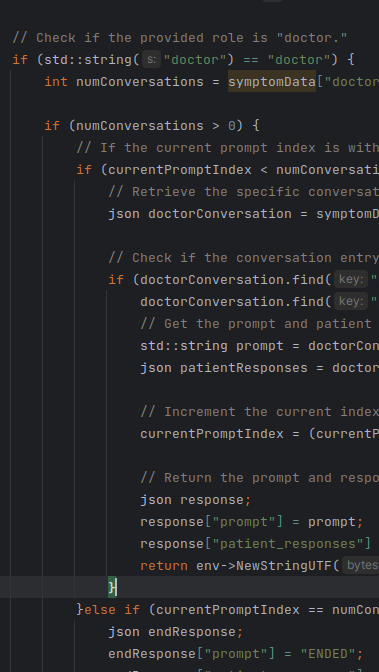 // Check if the provided role is "doctor."
if (std::string( s: "doctor") == "doctor") {
int numConversations = symptomData["doctor
if (numConversations > 0) {
// If the current prompt index is with
if (currentPromptIndex < numConversati
// Retrieve the specific conversat
json doctorConversation = symptomD
// Check if the conversation entry
if (doctorConversation.find( key: "
doctorConversation.find( key: "
// Get the prompt and patient
std::string prompt = doctorCon
json patientResponses = doctor
// Increment the current index
currentPromptIndex = (currentP
// Return the prompt and respo
json response;
response["prompt"] = prompt;
response["patient_responses"]
return env->NewStringUTF( bytes
}
}else if (currentPromptIndex == numCon
json endResponse;
endResponse["prompt"] = "ENDED";